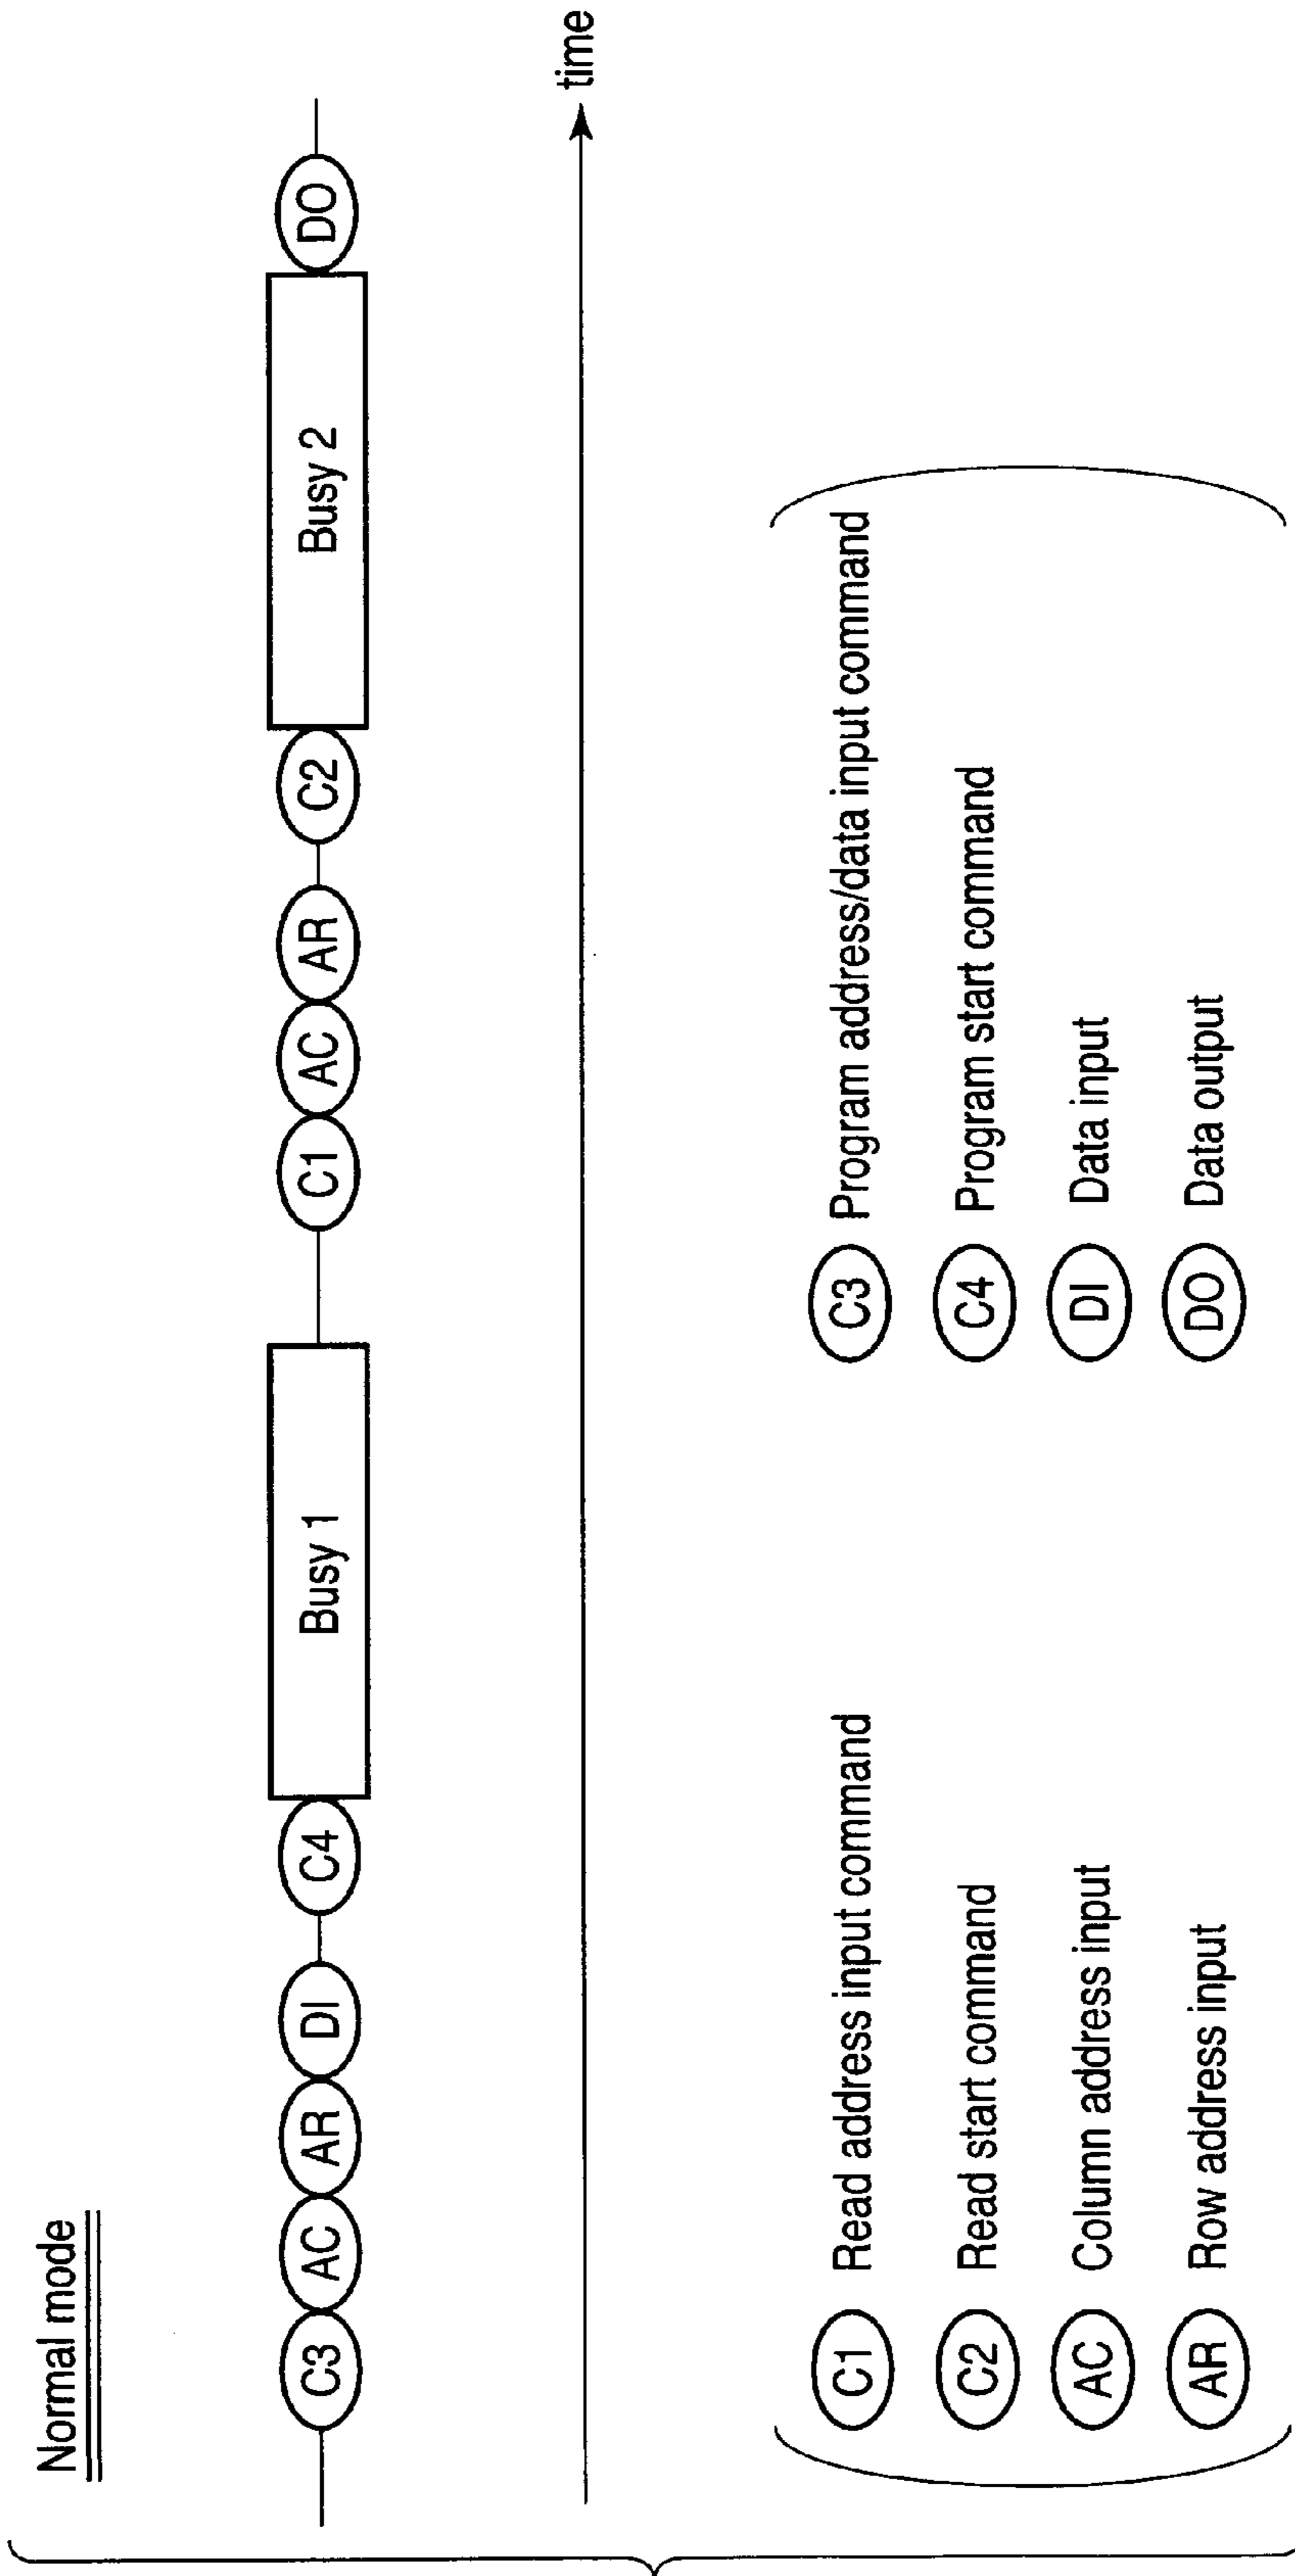 Normal mode
C3 AC AR DI C4 Busy 1 C1 AC AR C2 Busy 2 DO
time
C1 Read address input command
C2 Read start command
AC Column address input
AR Row address input
C3 Program address/data input command
C4 Program start command
DI Data input
DO Data output